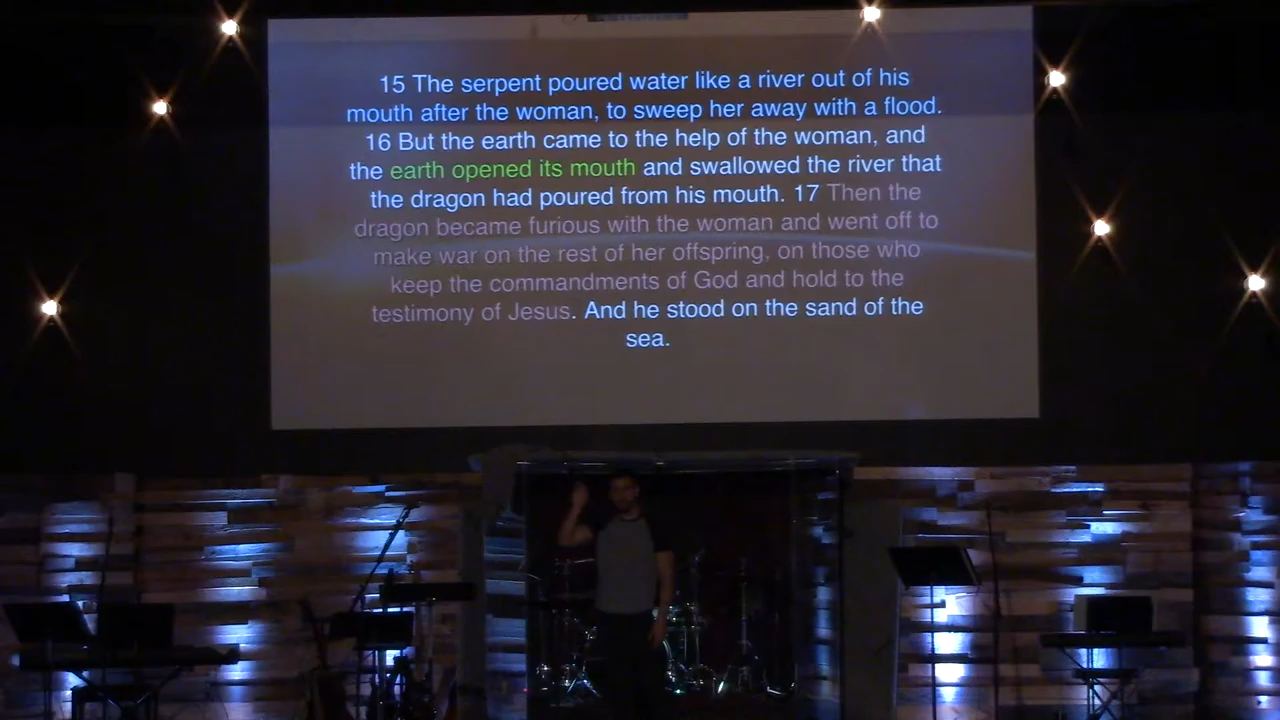 15 The serpent poured water like a river out of his
mouth after the woman, to sweep her away with a flood.
16 But the earth came to the help of the woman, and
the earth opened its mouth and swallowed the river that
the dragon had poured from his mouth. 17 Then the
dragon became furious with the woman and went off to
make war on the rest of her offspring, on those who
keep the commandments of God and hold to the
testimony of Jesus. And he stood on the sand of the
sea.